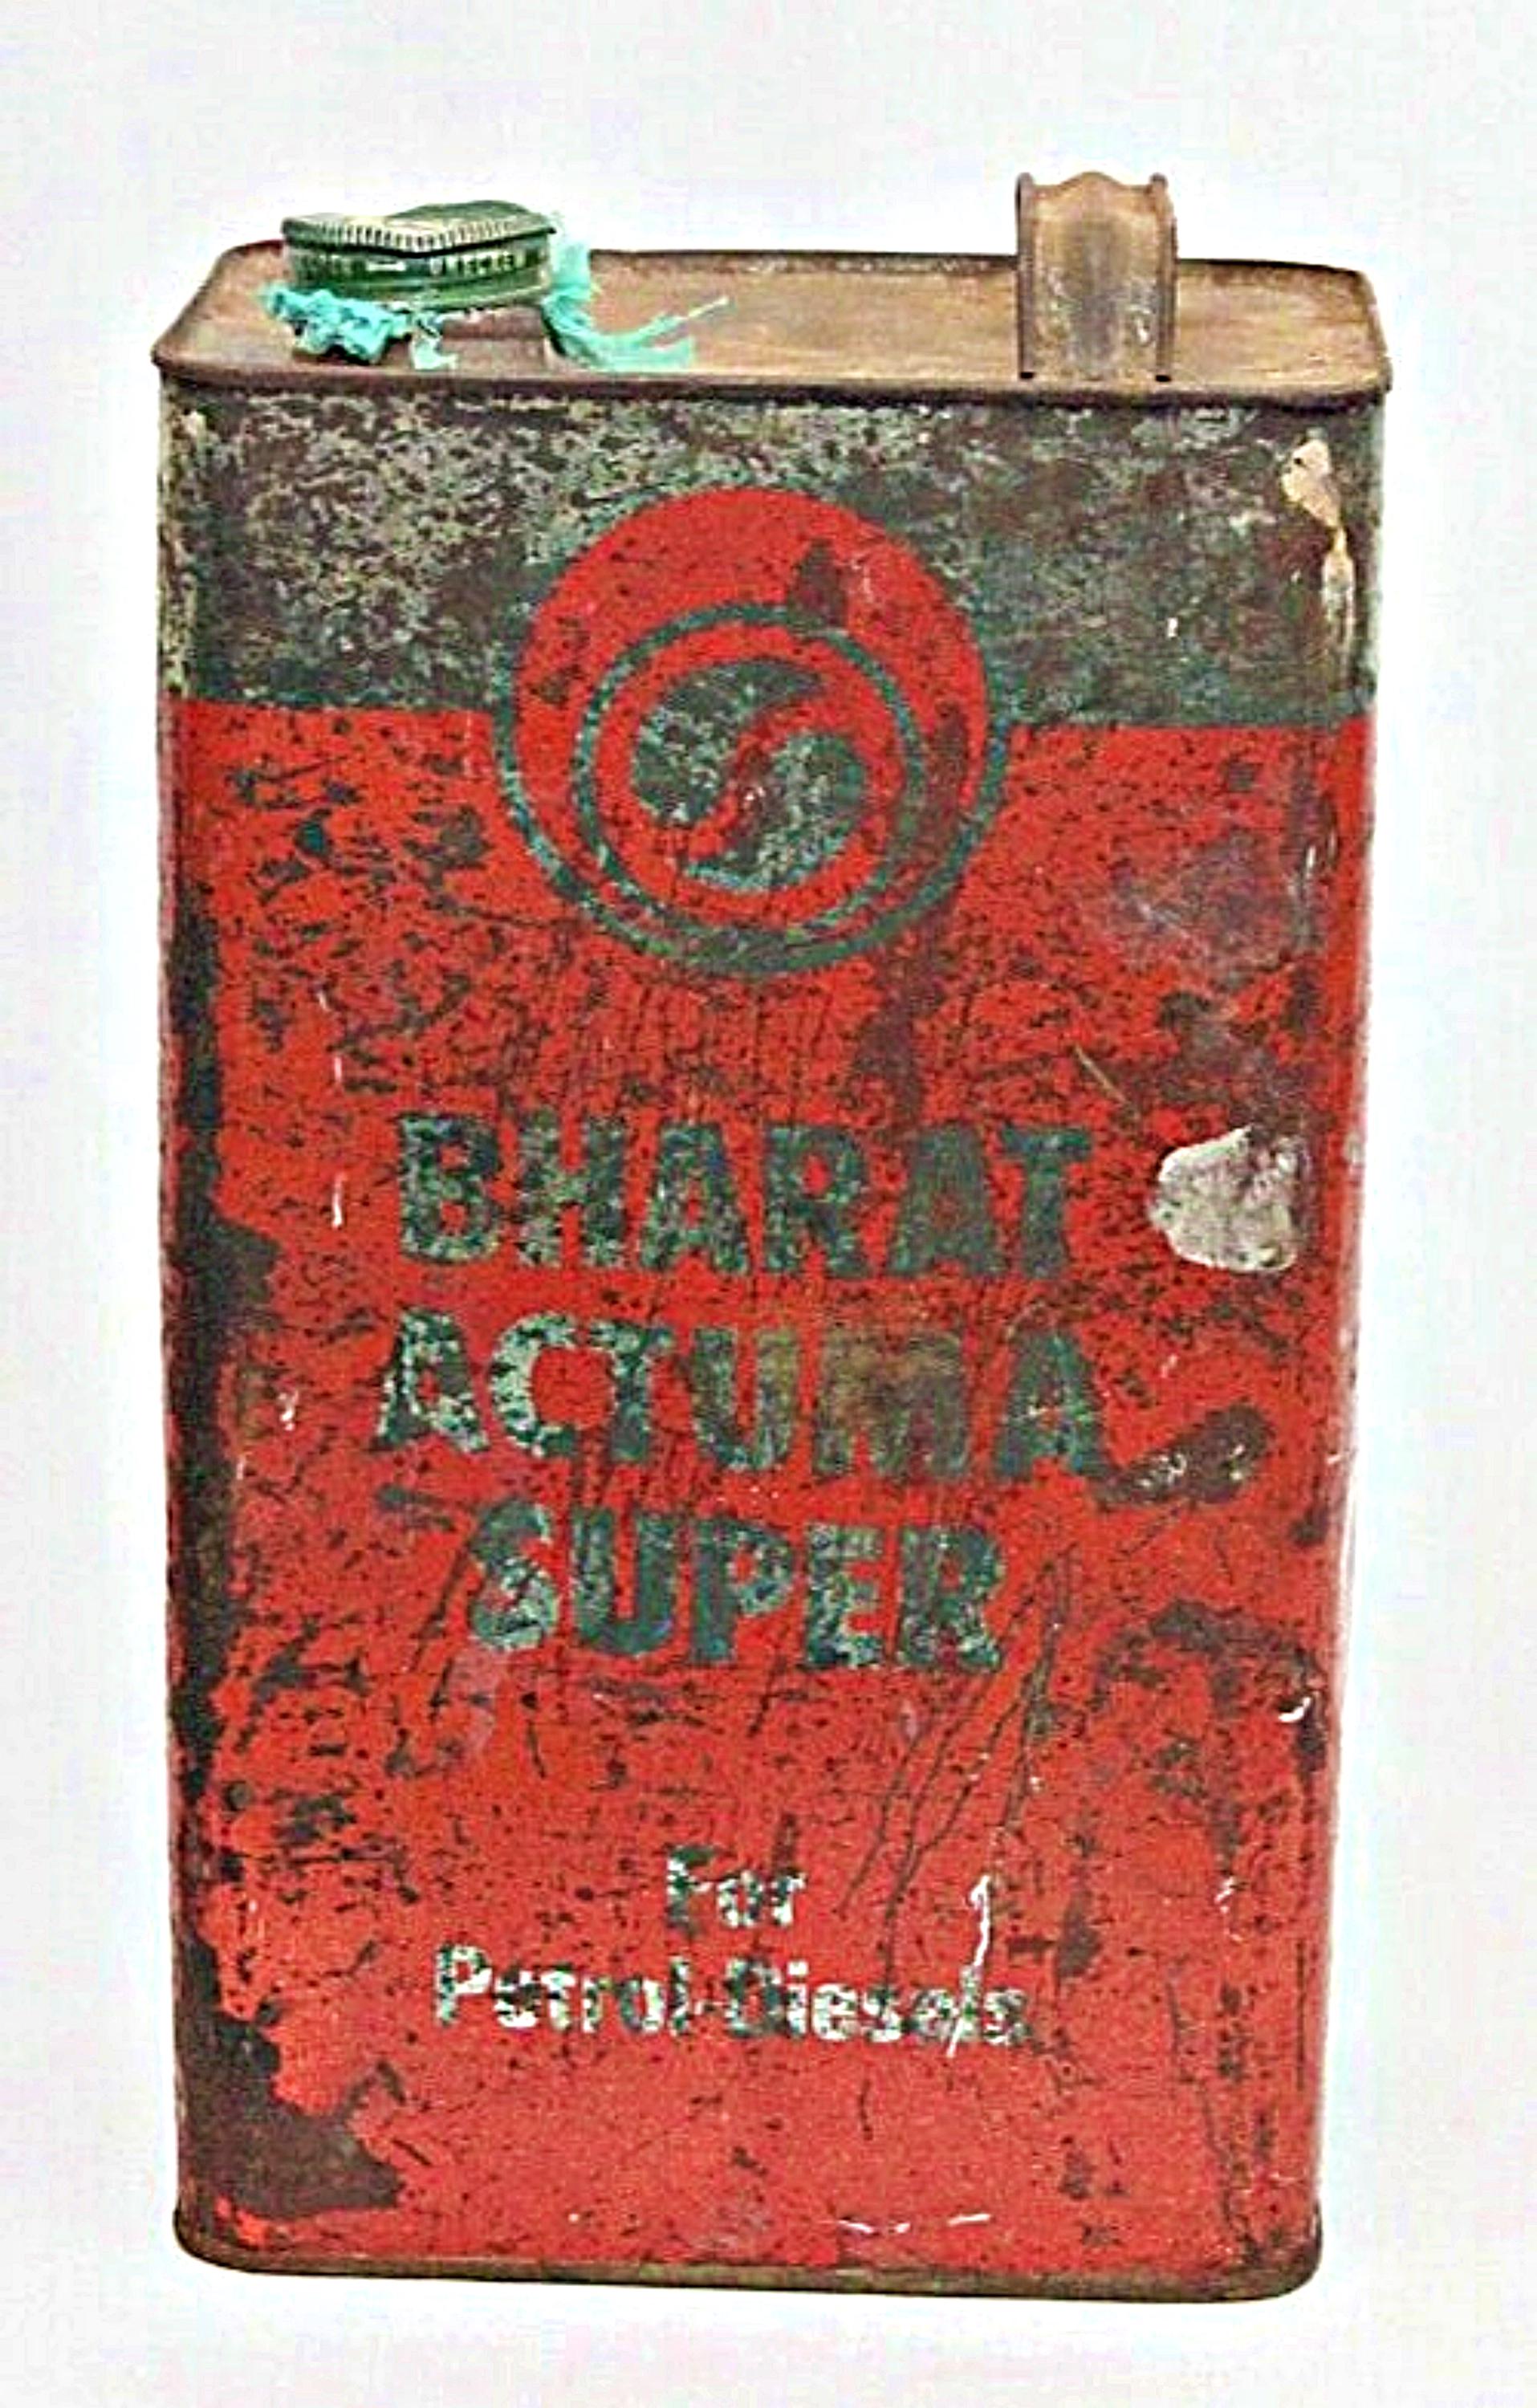 BHARAT
ACTUMA
SUPER
For
Petrol-Diesels